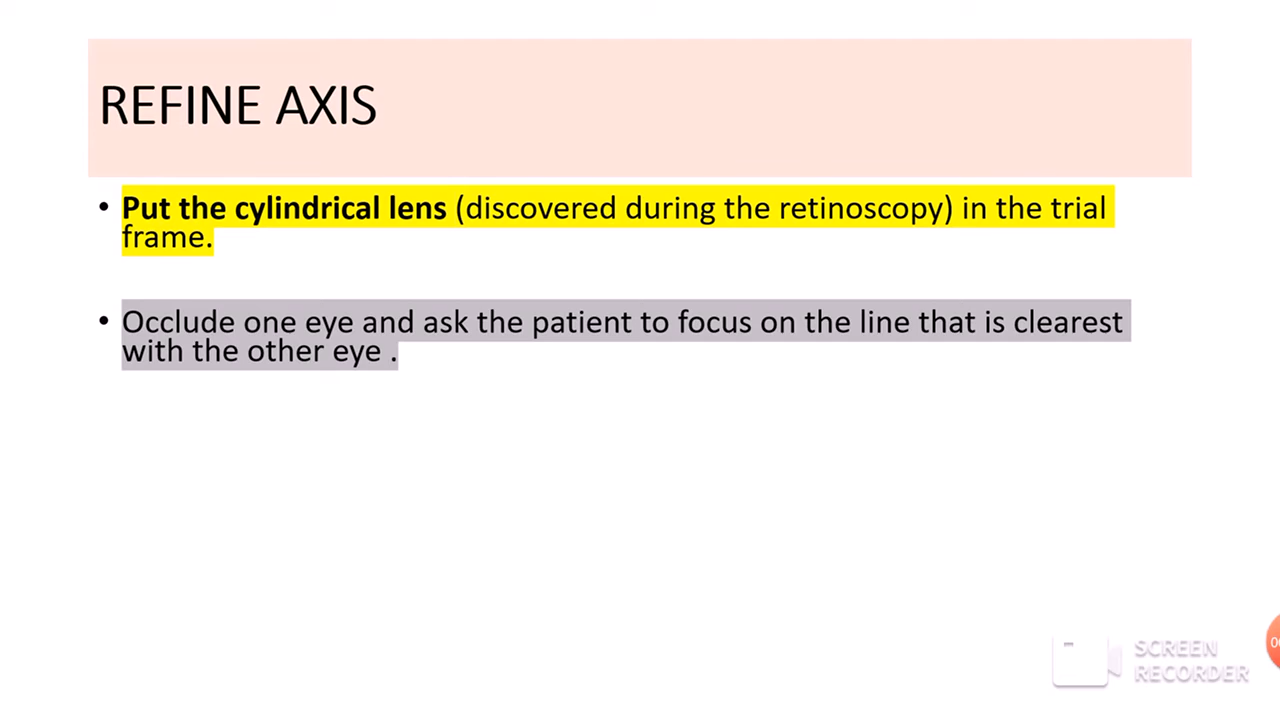 REFINE AXIS
• Put the cylindrical lens (discovered during the retinoscopy) in the trial
frame.
• Occlude one eye and ask the patient to focus on the line that is clearest
with the other eye .
SCREEN
RECORDER